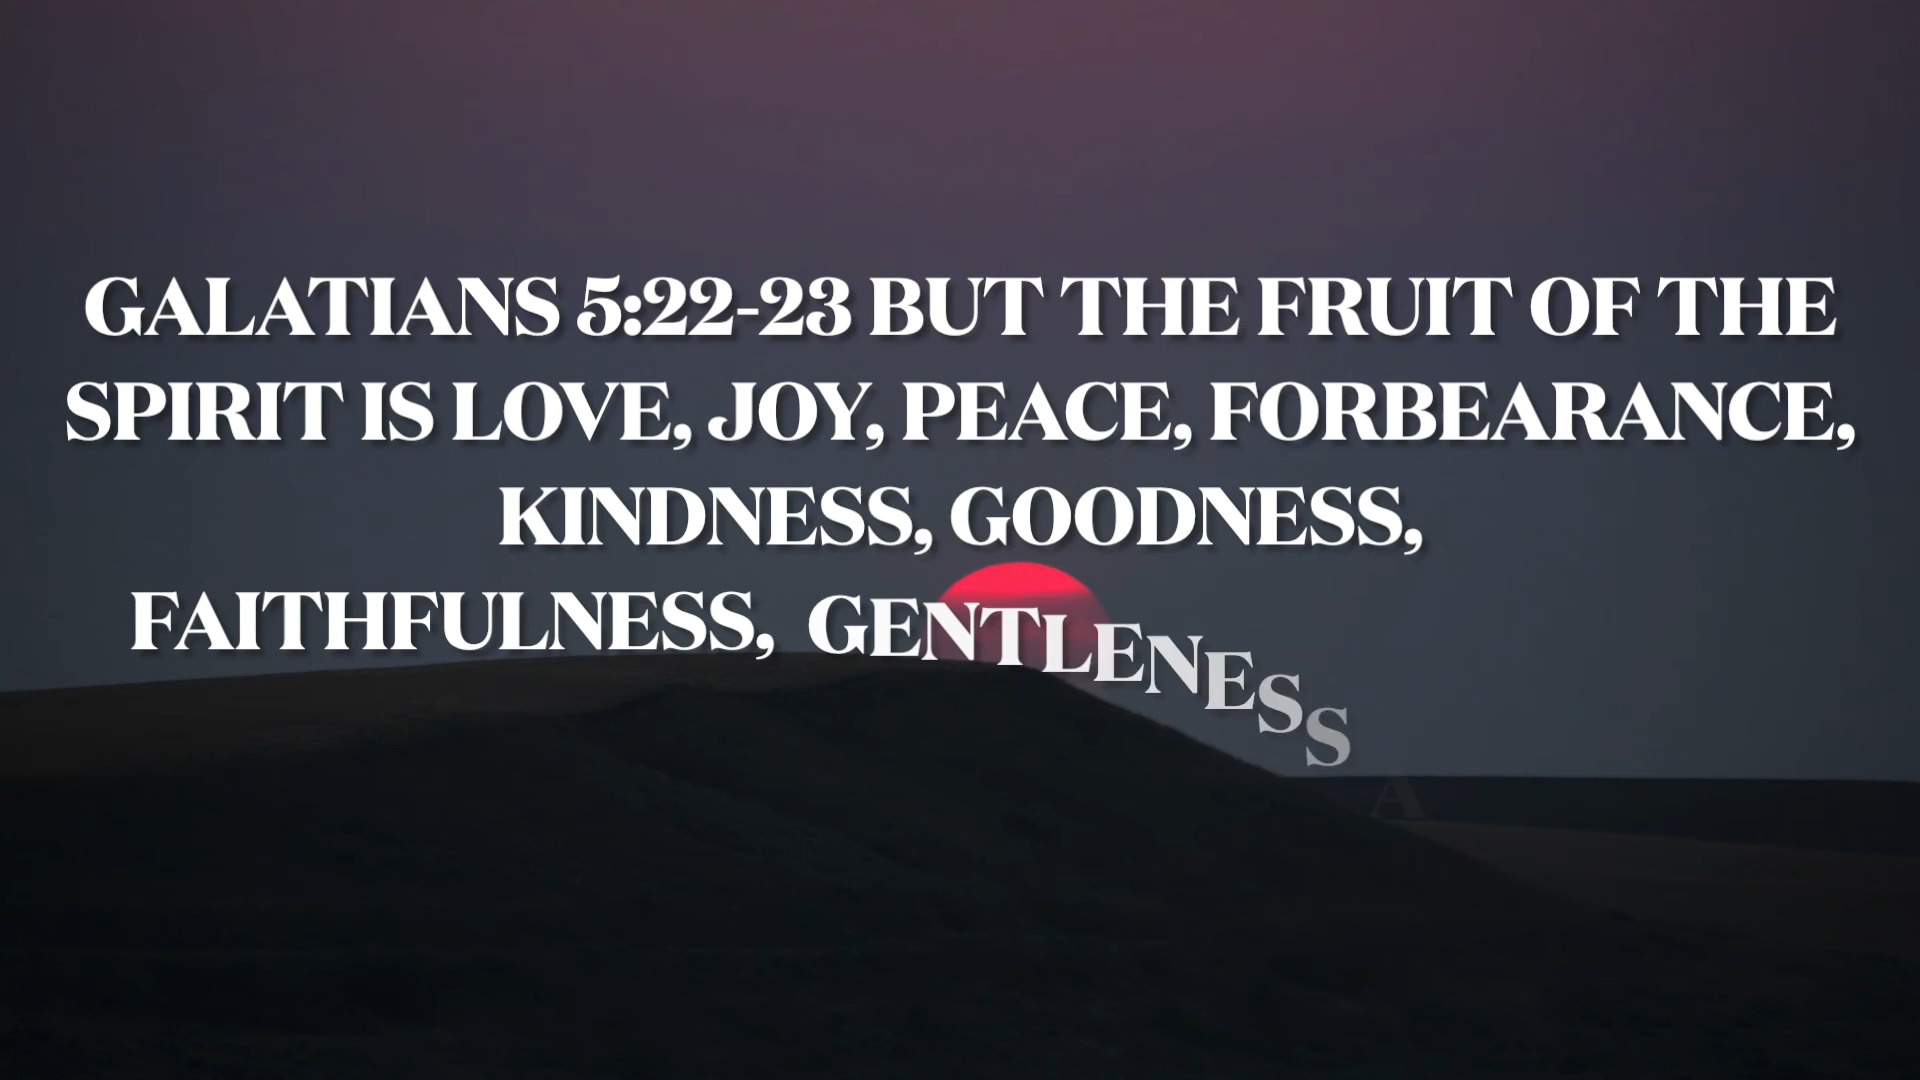 GALATIANS 5:22-23 BUT THE FRUIT OF THE
SPIRIT IS LOVE, JOY, PEACE, FORBEARANCE,
KINDNESS, GOODNESS,
FAITHFULNESS, GENTLENESS A